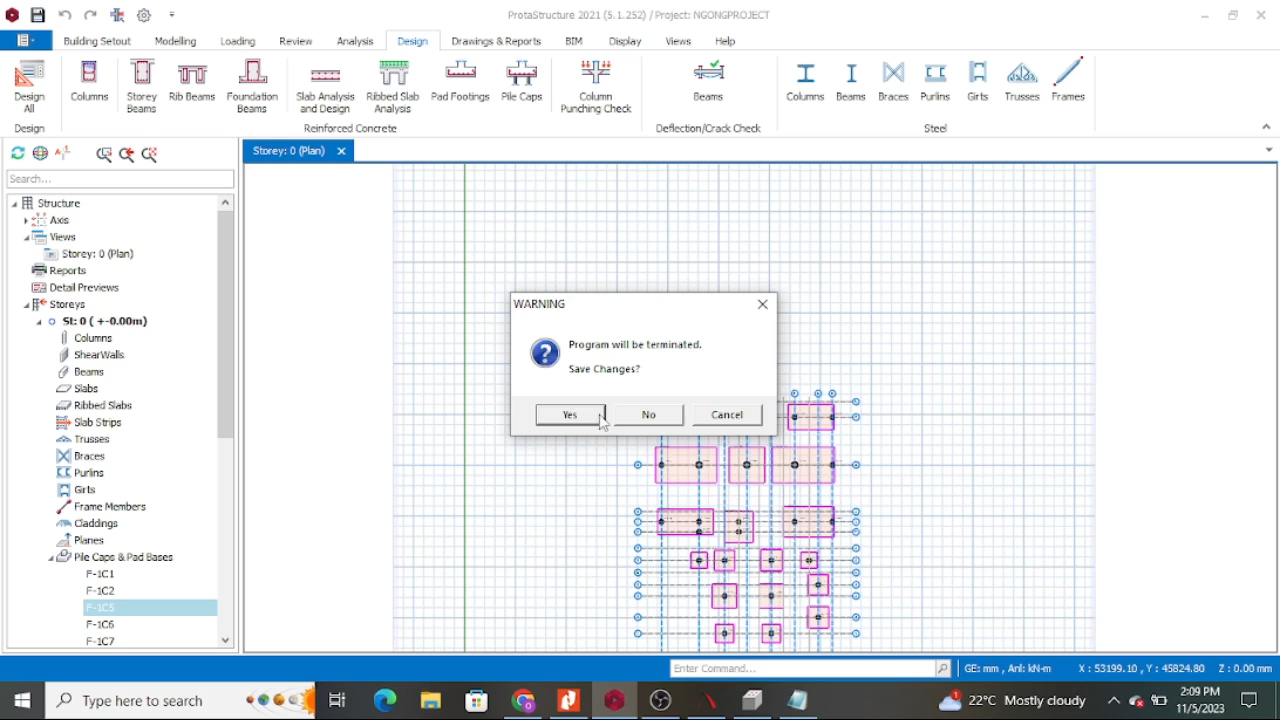 ProtaStructure 2021 (5.1.252) / Project: NGONGPROJECT
Building Setout Modelling Loading Review Analysis Design Drawings & Reports BIM Display Views Help
Design All
Columns
Storey Beams
Rib Beams
Foundation Beams
Slab Analysis and Design
Ribbed Slab Analysis
Pad Footings
Pile Caps
Column Punching Check
Beams
Columns
Beams
Braces
Purlins
Girts
Trusses
Frames
Design
Reinforced Concrete
Deflection/Crack Check
Steel
Storey: 0 (Plan)
Search...
Structure
Axis
Views
Storey: 0 (Plan)
Reports
Detail Previews
Storeys
St: 0 ( +-0.00m)
Columns
ShearWalls
Beams
Slabs
Ribbed Slabs
Slab Strips
Trusses
Braces
Purlins
Girts
Frame Members
Claddings
Planes
Pile Caps & Pad Bases
F-1C1
F-1C2
F-1C5
F-1C6
F-1C7
WARNING
Program will be terminated.
Save Changes?
Yes
No
Cancel
Enter Command...
GE: mm , Anl: kN-m
X : 53199.10 , Y : 45824.80
Z : 0.00 mm
Type here to search
22°C Mostly cloudy
2:09 PM
11/5/2023